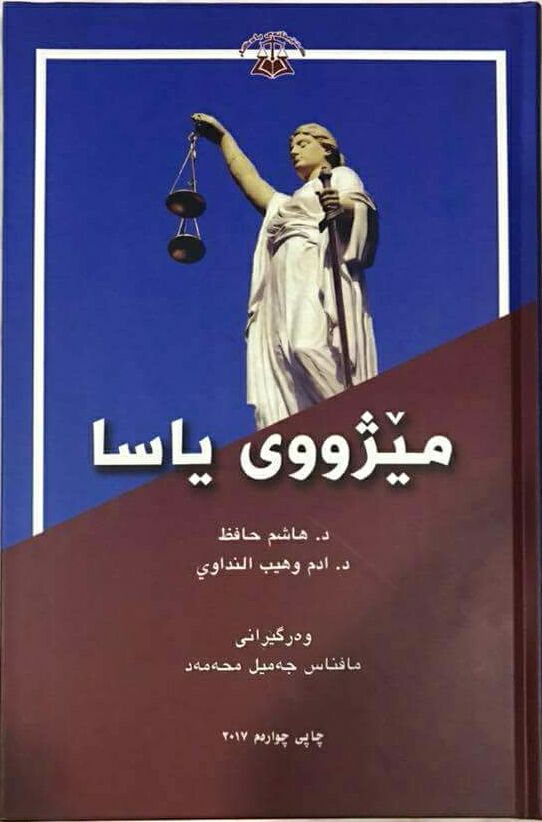 مێژووی یاسا
د. هاشم حافظ
د. ادم وهيب النداوي
وەرگێرانی
مافناس جەمیل محەمەد
چاپی چوارەم ٢٠١٧